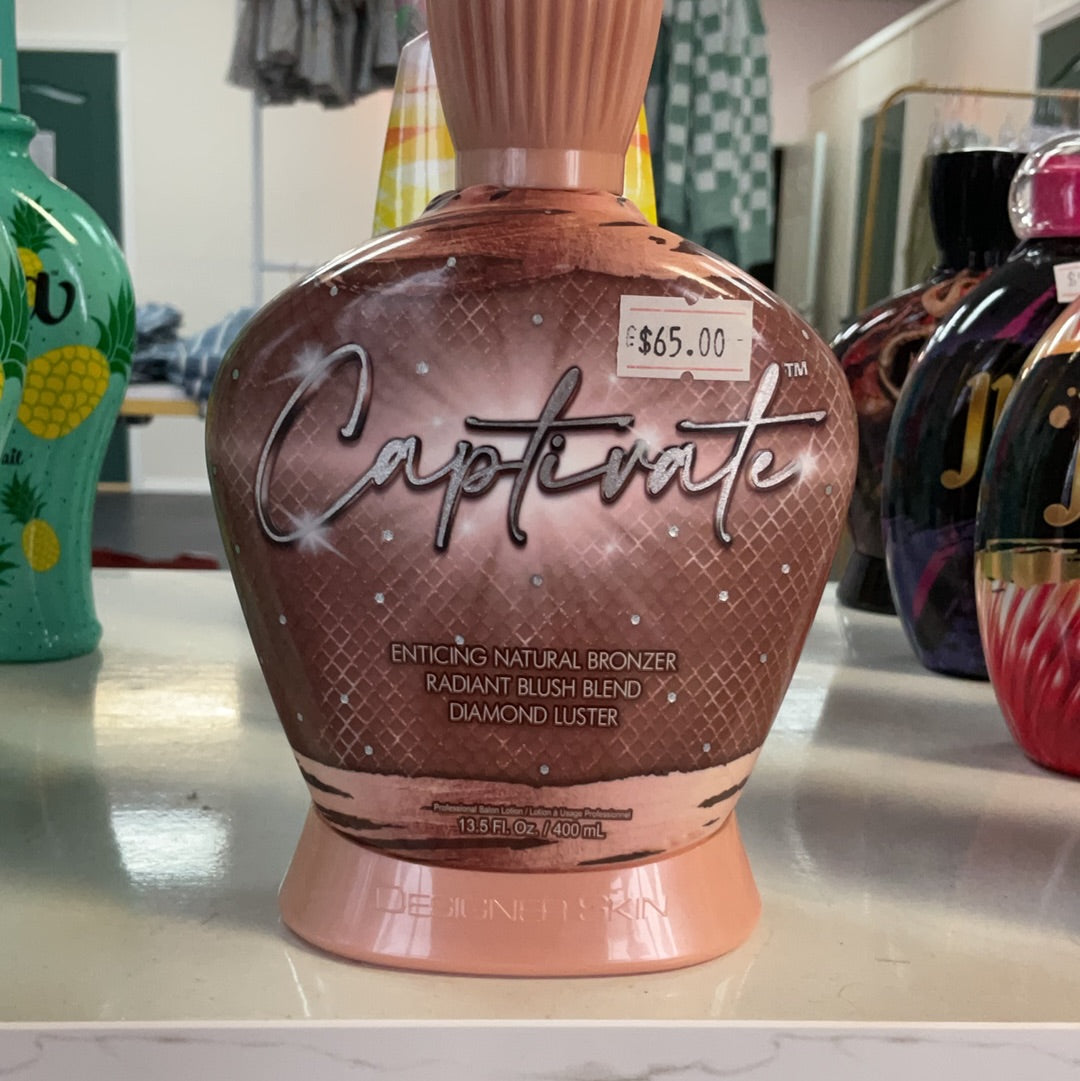 $65.00
Captivate™
ENTICING NATURAL BRONZER
RADIANT BLUSH BLEND
DIAMOND LUSTER
Professional Salon Lotion / Lotion à Usage Professionnel
13.5 Fl. Oz. / 400 mL
DESIGNER SKIN